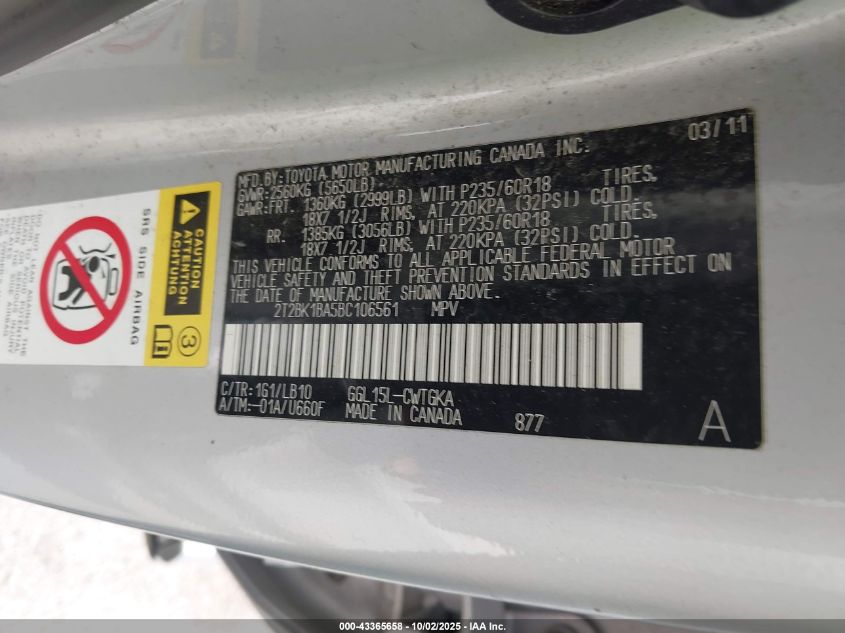 03/11
MFD.BY:TOYOTA MOTOR MANUFACTURING CANADA INC.
GWVR:2560KG (5650LB)
GAWR:FRT. 1360KG (2999LB) WITH P235/60R18 TIRES,
18X7 1/2J RIMS, AT 220KPA (32PSI) COLD.
RR. 1385KG (3056LB) WITH P235/60R18 TIRES,
18X7 1/2J RIMS, AT 220KPA (32PSI) COLD.
THIS VEHICLE CONFORMS TO ALL APPLICABLE FEDERAL MOTOR
VEHICLE SAFETY AND THEFT PREVENTION STANDARDS IN EFFECT ON
THE DATE OF MANUFACTURE SHOWN ABOVE.
2T2BK1BA5BC106561 MPV
C/TR:1G1/LB10 GGL15L-CWTGKA
A/TM:-01A/U660F MADE IN CANADA 877
A
CAUTION
ATTENTION
ACHTUNG
3
SRS SIDE AIRBAG
000-43365658 - 10/02/2025 - IAA Inc.